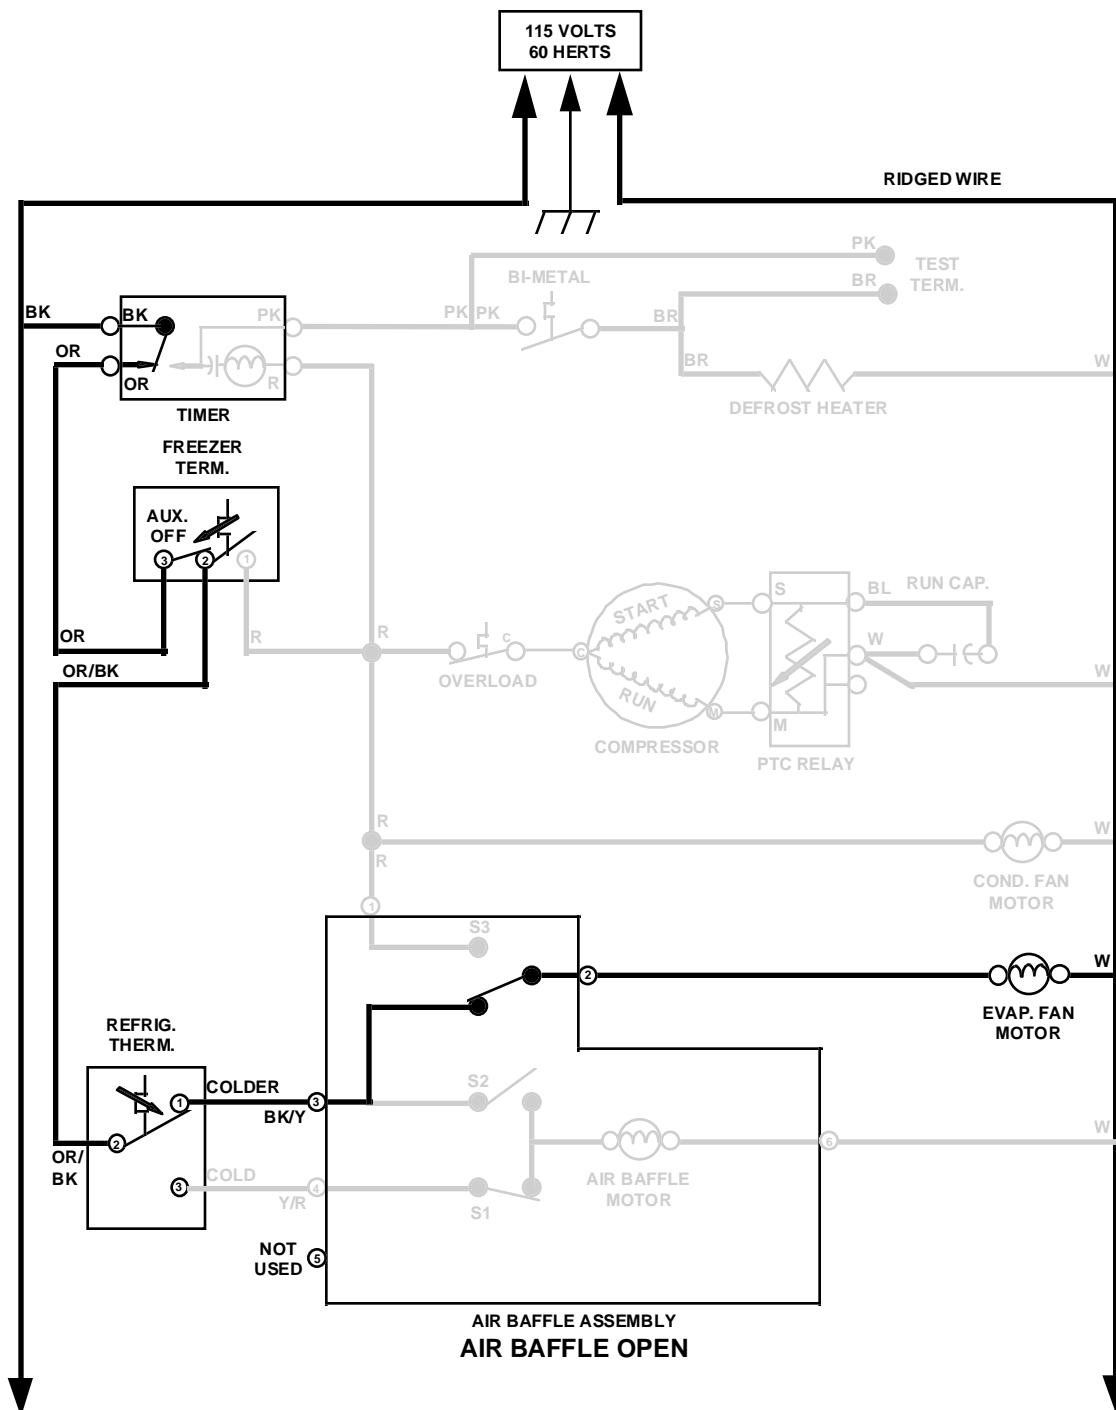 115 VOLTS
60 HERTS
RIDGED WIRE
PK
BI-METAL
TEST
TERM.
BR
BK
BK
PK
PK
PK
BR
OR
OR
R
BR
W
DEFROST HEATER
TIMER
FREEZER
TERM.
AUX.
OFF
3
2
1
S
START
S
BL
RUN CAP.
OR
R
R
C
C
W
OR/BK
OVERLOAD
RUN
W
M
M
COMPRESSOR
PTC RELAY
R
W
R
COND. FAN
MOTOR
1
S3
2
W
EVAP. FAN
MOTOR
REFRIG.
THERM.
1
COLDER
3
S2
BK/Y
2
W
6
OR/
BK
3
COLD
4
AIR BAFFLE
MOTOR
Y/R
S1
NOT
USED
5
AIR BAFFLE ASSEMBLY
AIR BAFFLE OPEN